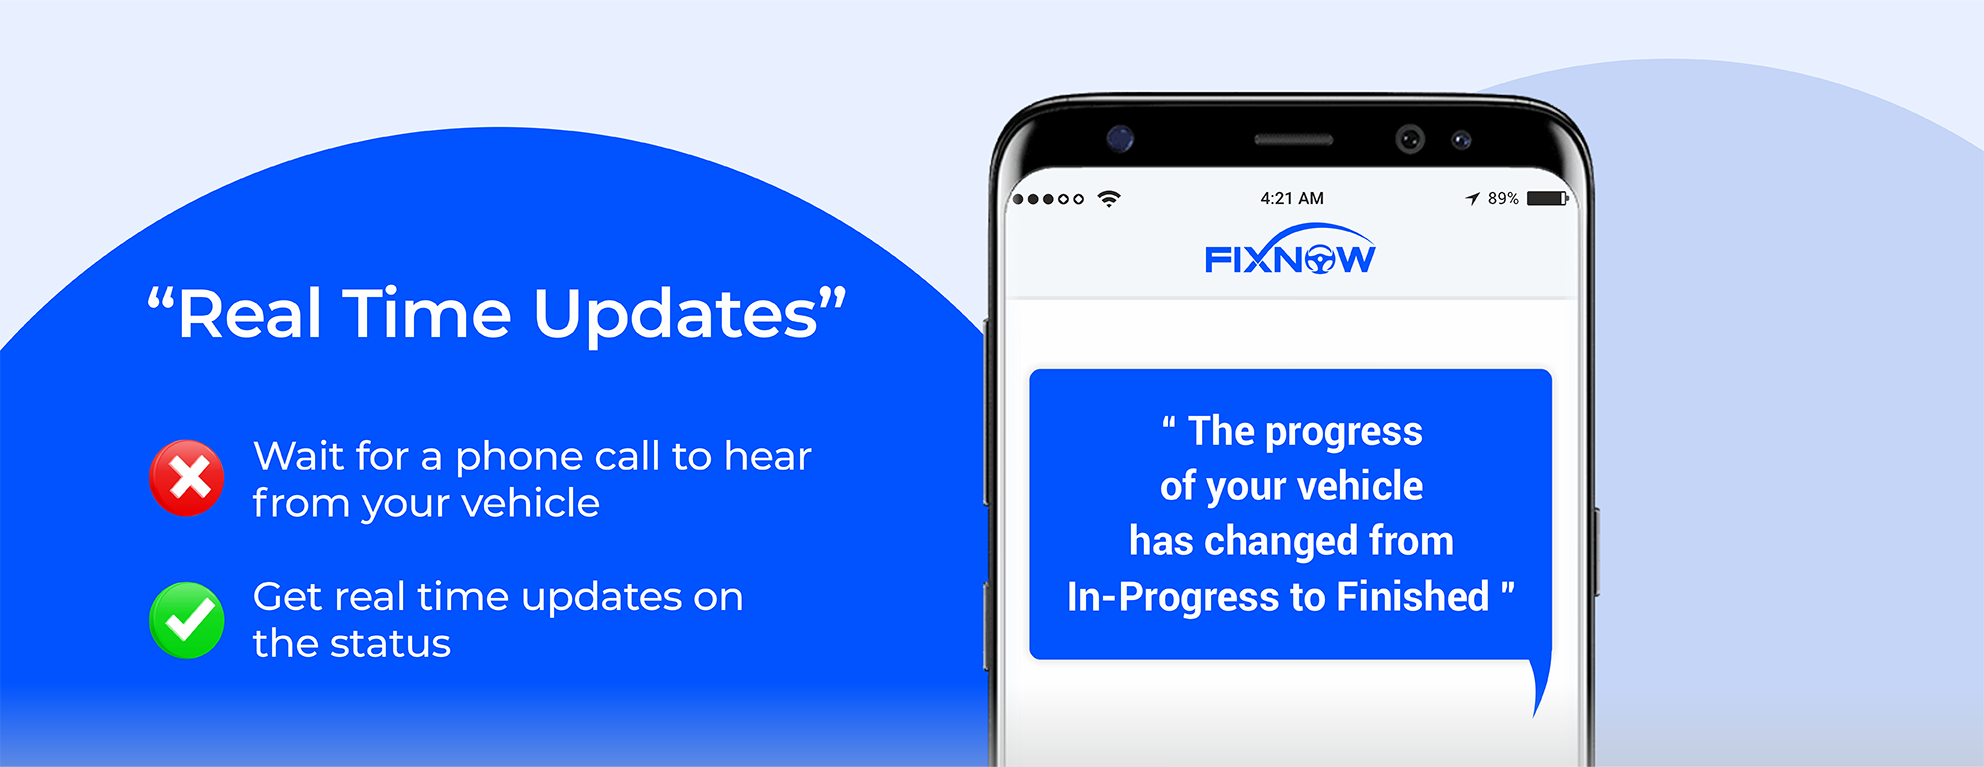 “Real Time Updates”
Wait for a phone call to hear
from your vehicle
Get real time updates on
the status
4:21 AM
89%
FIXNOW
“ The progress
of your vehicle
has changed from
In-Progress to Finished ”